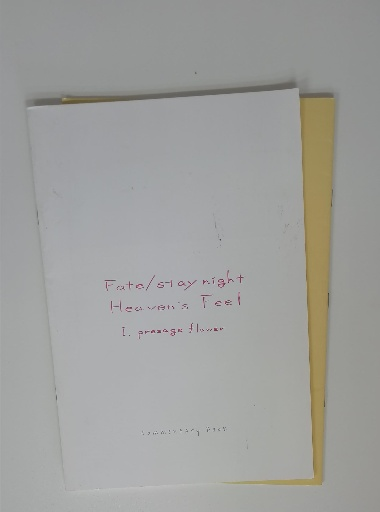 Fate/stay night
Heaven's Feel
I. presage flower